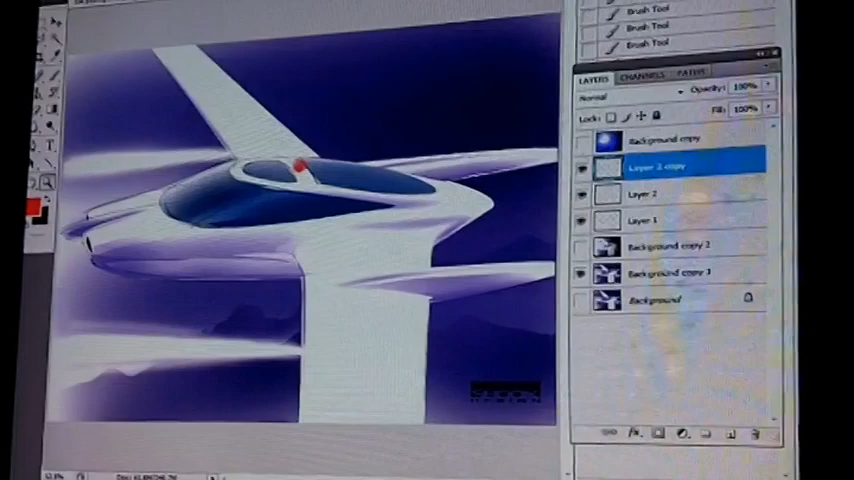 Brush Tool
Brush Tool
Brush Tool
LAYERS CHANNELS PATHS
Normal Opacity: 100%
Lock: Fill: 100%
Background copy
Layer 3 copy
Layer 2
Layer 1
Background copy 2
Background copy 3
Background